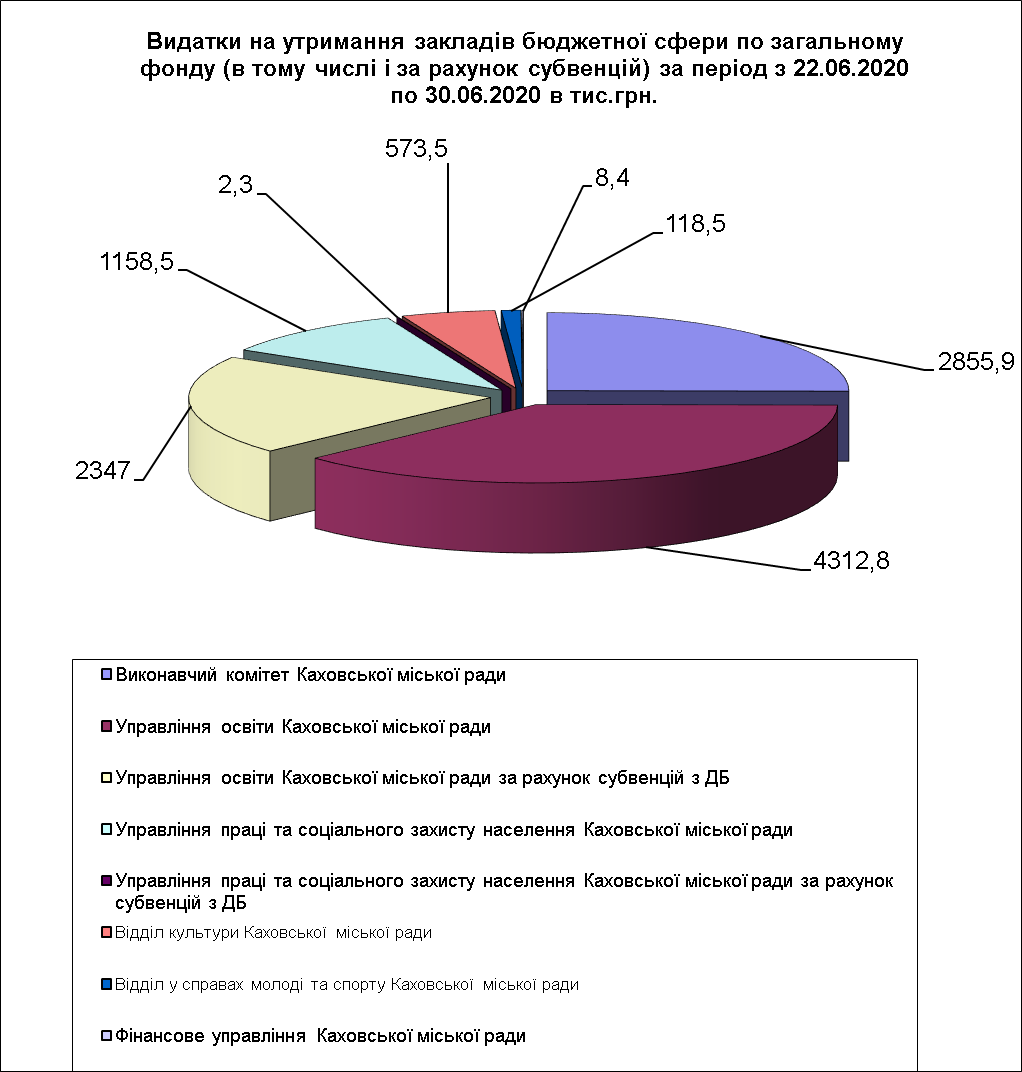 Видатки на утримання закладів бюджетної сфери по загальному
фонду (в тому числі і за рахунок субвенцій) за період з 22.06.2020
по 30.06.2020 в тис.грн.
573,5
2,3
8,4
118,5
1158,5
2855,9
2347
4312,8
Виконавчий комітет Каховської міської ради
Управління освіти Каховської міської ради
Управління освіти Каховської міської ради за рахунок субвенцій з ДБ
Управління праці та соціального захисту населення Каховської міської ради
Управління праці та соціального захисту населення Каховської міської ради за рахунок
субвенцій з ДБ
Відділ культури Каховської міської ради
Відділ у справах молоді та спорту Каховської міської ради
Фінансове управління Каховської міської ради